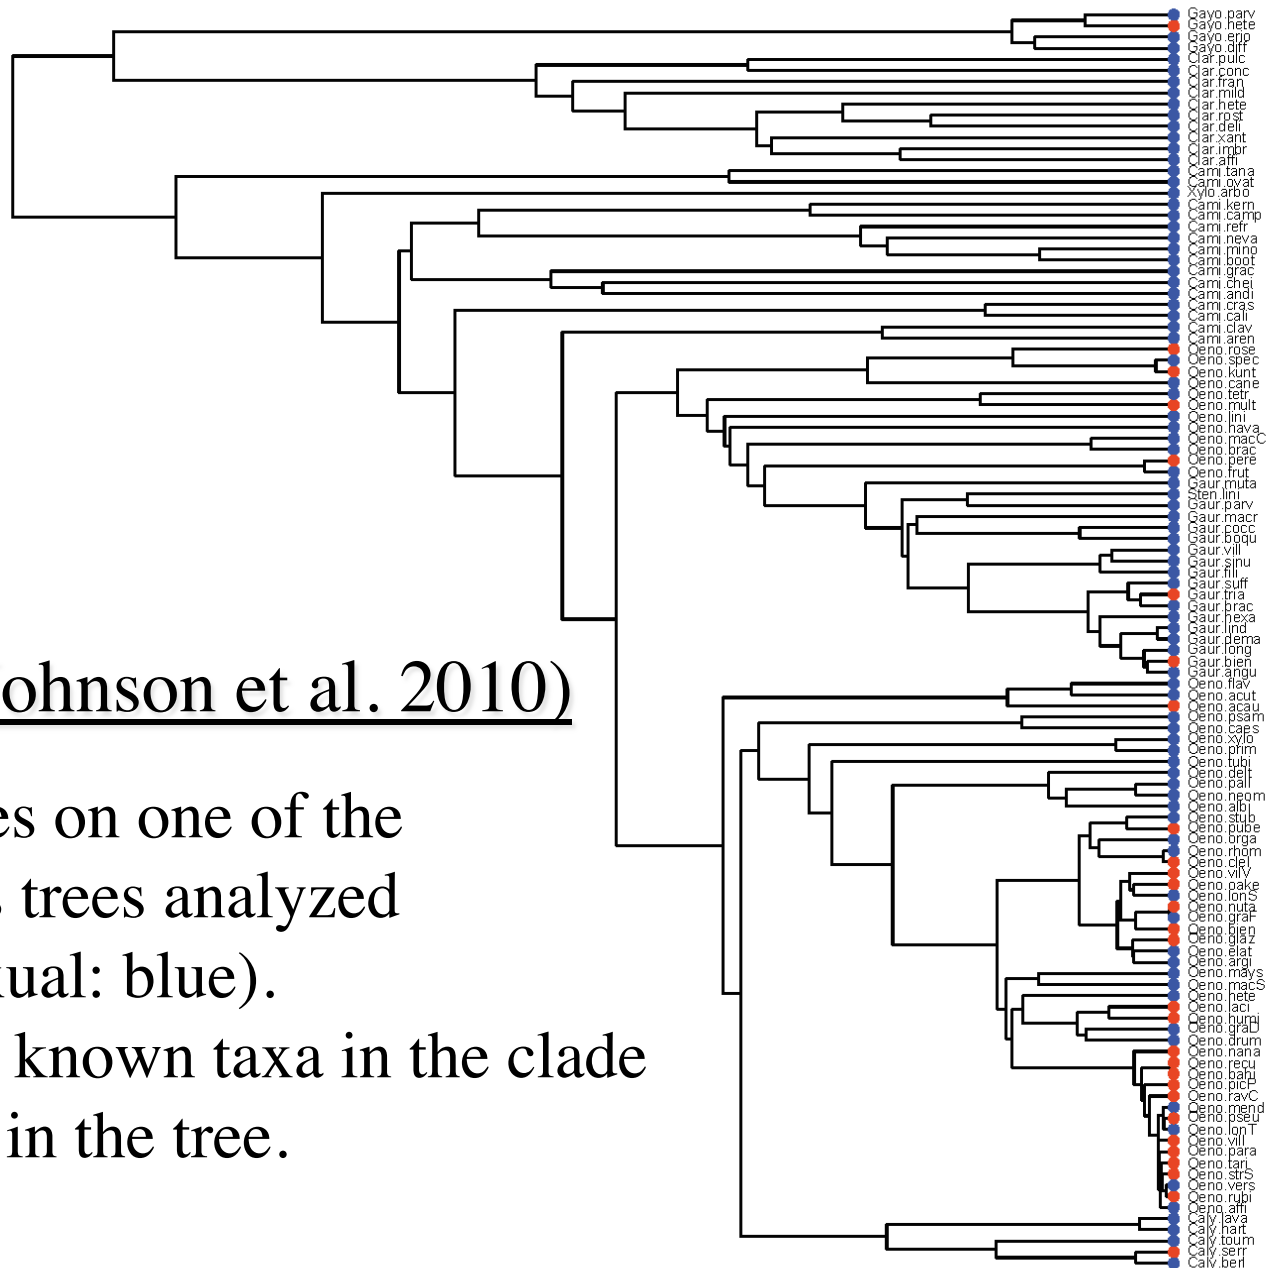 Gayo.parv
Gayo.hete
Gayo.erio
Gayo.diff
Clar.pulc
Clar.conc
Clar.fran
Clar.mild
Clar.hete
Clar.rost
Clar.deli
Clar.xant
Clar.imbr
Clar.affi
Cami.tana
Cami.ovat
Xylo.arbo
Cami.kern
Cami.camp
Cami.refr
Cami.neva
Cami.mino
Cami.boot
Cami.grac
Cami.chei
Cami.andi
Cami.cras
Cami.cali
Cami.clav
Cami.aren
Oeno.rose
Oeno.spec
Oeno.kunt
Oeno.cane
Oeno.tetr
Oeno.mult
Oeno.lini
Oeno.hava
Oeno.macC
Oeno.brac
Oeno.pere
Oeno.frut
Gaur.muta
Sten.lini
Gaur.parv
Gaur.macr
Gaur.cocc
Gaur.boqu
Gaur.vill
Gaur.sinu
Gaur.fili
Gaur.suff
Gaur.tria
Gaur.brac
Gaur.hexa
Gaur.lind
Gaur.dema
Gaur.long
Gaur.bien
Gaur.angu
Oeno.flav
Oeno.acut
Oeno.acau
Oeno.psam
Oeno.caes
Oeno.xylo
Oeno.prim
Oeno.tubi
Oeno.delt
Oeno.pall
Oeno.neom
Oeno.albi
Oeno.stub
Oeno.pube
Oeno.orga
Oeno.rhom
Oeno.clel
Oeno.vilV
Oeno.oake
Oeno.lonS
Oeno.nuta
Oeno.graF
Oeno.bien
Oeno.glaz
Oeno.elat
Oeno.argi
Oeno.mays
Oeno.macS
Oeno.hete
Oeno.laci
Oeno.humi
Oeno.graD
Oeno.drum
Oeno.nana
Oeno.recu
Oeno.bahi
Oeno.picP
Oeno.ravC
Oeno.mend
Oeno.pseu
Oeno.lonT
Oeno.vill
Oeno.para
Oeno.tari
Oeno.strS
Oeno.vers
Oeno.rubi
Oeno.affi
Caly.lava
Caly.hart
Caly.toum
Caly.serr
Caly.berl
ohnson et al. 2010)
es on one of the
s trees analyzed
xual: blue).
known taxa in the clade
in the tree.